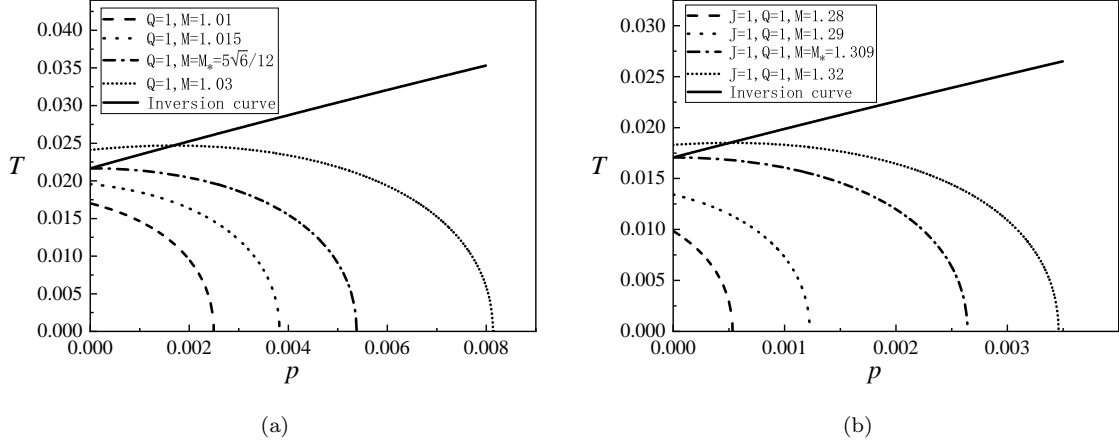 Q=1, M=1.01
Q=1, M=1.015
Q=1, M=M*=5√6/12
Q=1, M=1.03
Inversion curve
0.040
0.035
0.030
0.025
T
0.020
0.015
0.010
0.005
0.000
0.000 0.002 0.004 0.006 0.008
p
(a)
J=1, Q=1, M=1.28
J=1, Q=1, M=1.29
J=1, Q=1, M=M*=1.309
J=1, Q=1, M=1.32
Inversion curve
0.030
0.025
0.020
T
0.015
0.010
0.005
0.000
0.000 0.001 0.002 0.003
p
(b)